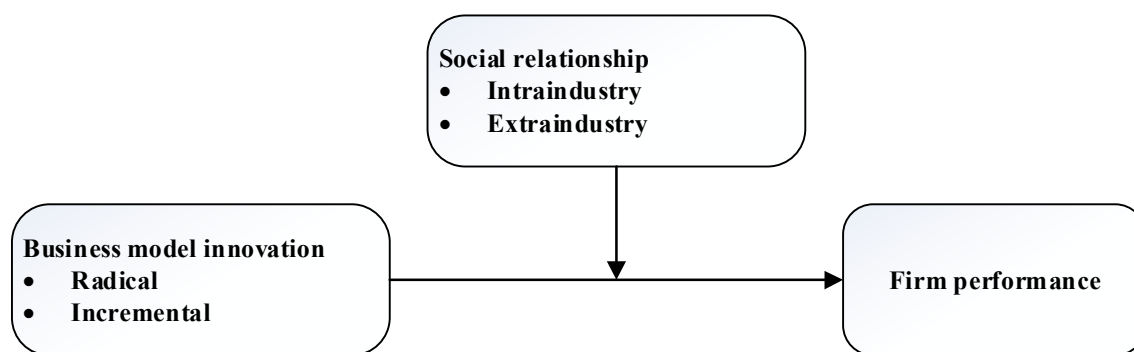 Social relationship
• Intraindustry
• Extraindustry
Business model innovation
• Radical
• Incremental
Firm performance